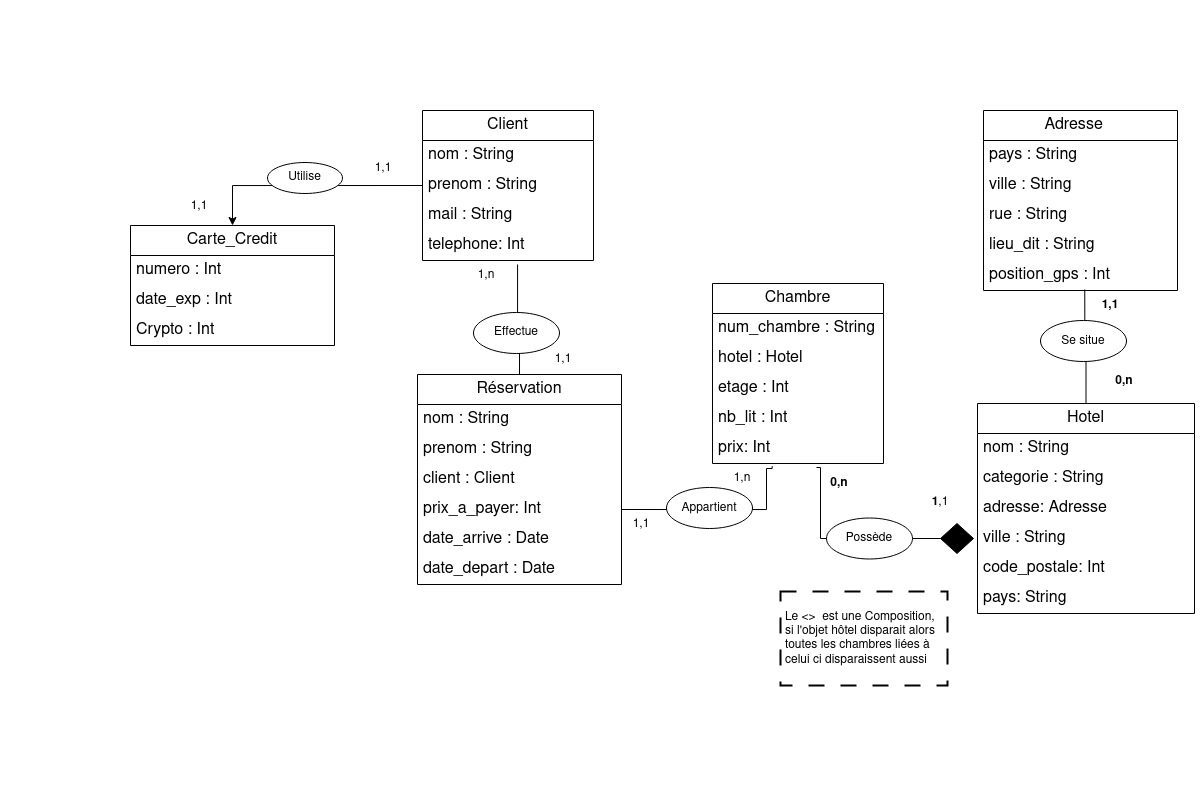 Client
nom : String
prenom : String
mail : String
telephone: Int
Utilise
1,1
1,1
Carte_Credit
numero : Int
date_exp : Int
Crypto : Int
1,n
Effectue
1,1
Réservation
nom : String
prenom : String
client : Client
prix_a_payer: Int
date_arrive : Date
date_depart : Date
1,1
Appartient
1,n
Chambre
num_chambre : String
hotel : Hotel
etage : Int
nb_lit : Int
prix: Int
0,n
Possède
1,1
Adresse
pays : String
ville : String
rue : String
lieu_dit : String
position_gps : Int
1,1
Se situe
0,n
Hotel
nom : String
categorie : String
adresse: Adresse
ville : String
code_postale: Int
pays: String
Le <> est une Composition,
si l'objet hôtel disparait alors
toutes les chambres liées à
celui ci disparaissent aussi